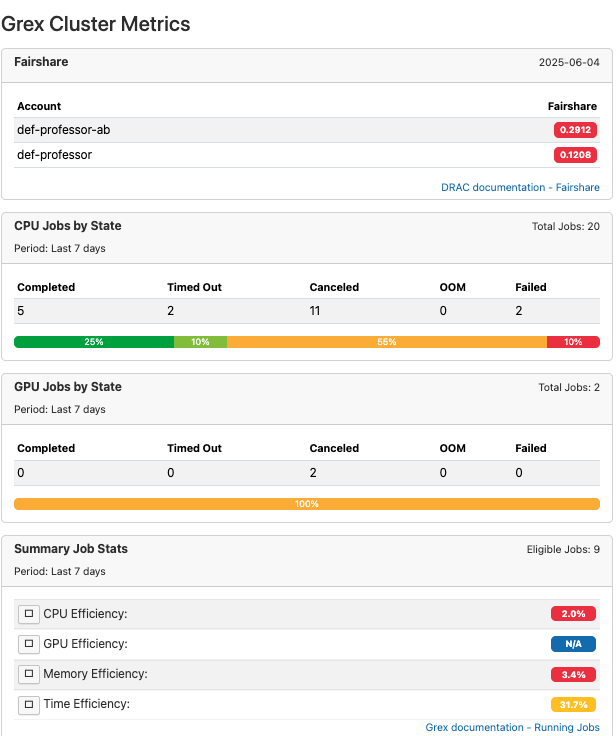 Grex Cluster Metrics
Fairshare 2025-06-04
Account Fairshare
def-professor-ab 0.2912
def-professor 0.1208
DRAC documentation - Fairshare
CPU Jobs by State Total Jobs: 20
Period: Last 7 days
Completed Timed Out Canceled OOM Failed
5 2 11 0 2
25% 10% 55% 10%
GPU Jobs by State Total Jobs: 2
Period: Last 7 days
Completed Timed Out Canceled OOM Failed
0 0 2 0 0
100%
Summary Job Stats Eligible Jobs: 9
Period: Last 7 days
CPU Efficiency: 2.0%
GPU Efficiency: N/A
Memory Efficiency: 3.4%
Time Efficiency: 31.7%
Grex documentation - Running Jobs